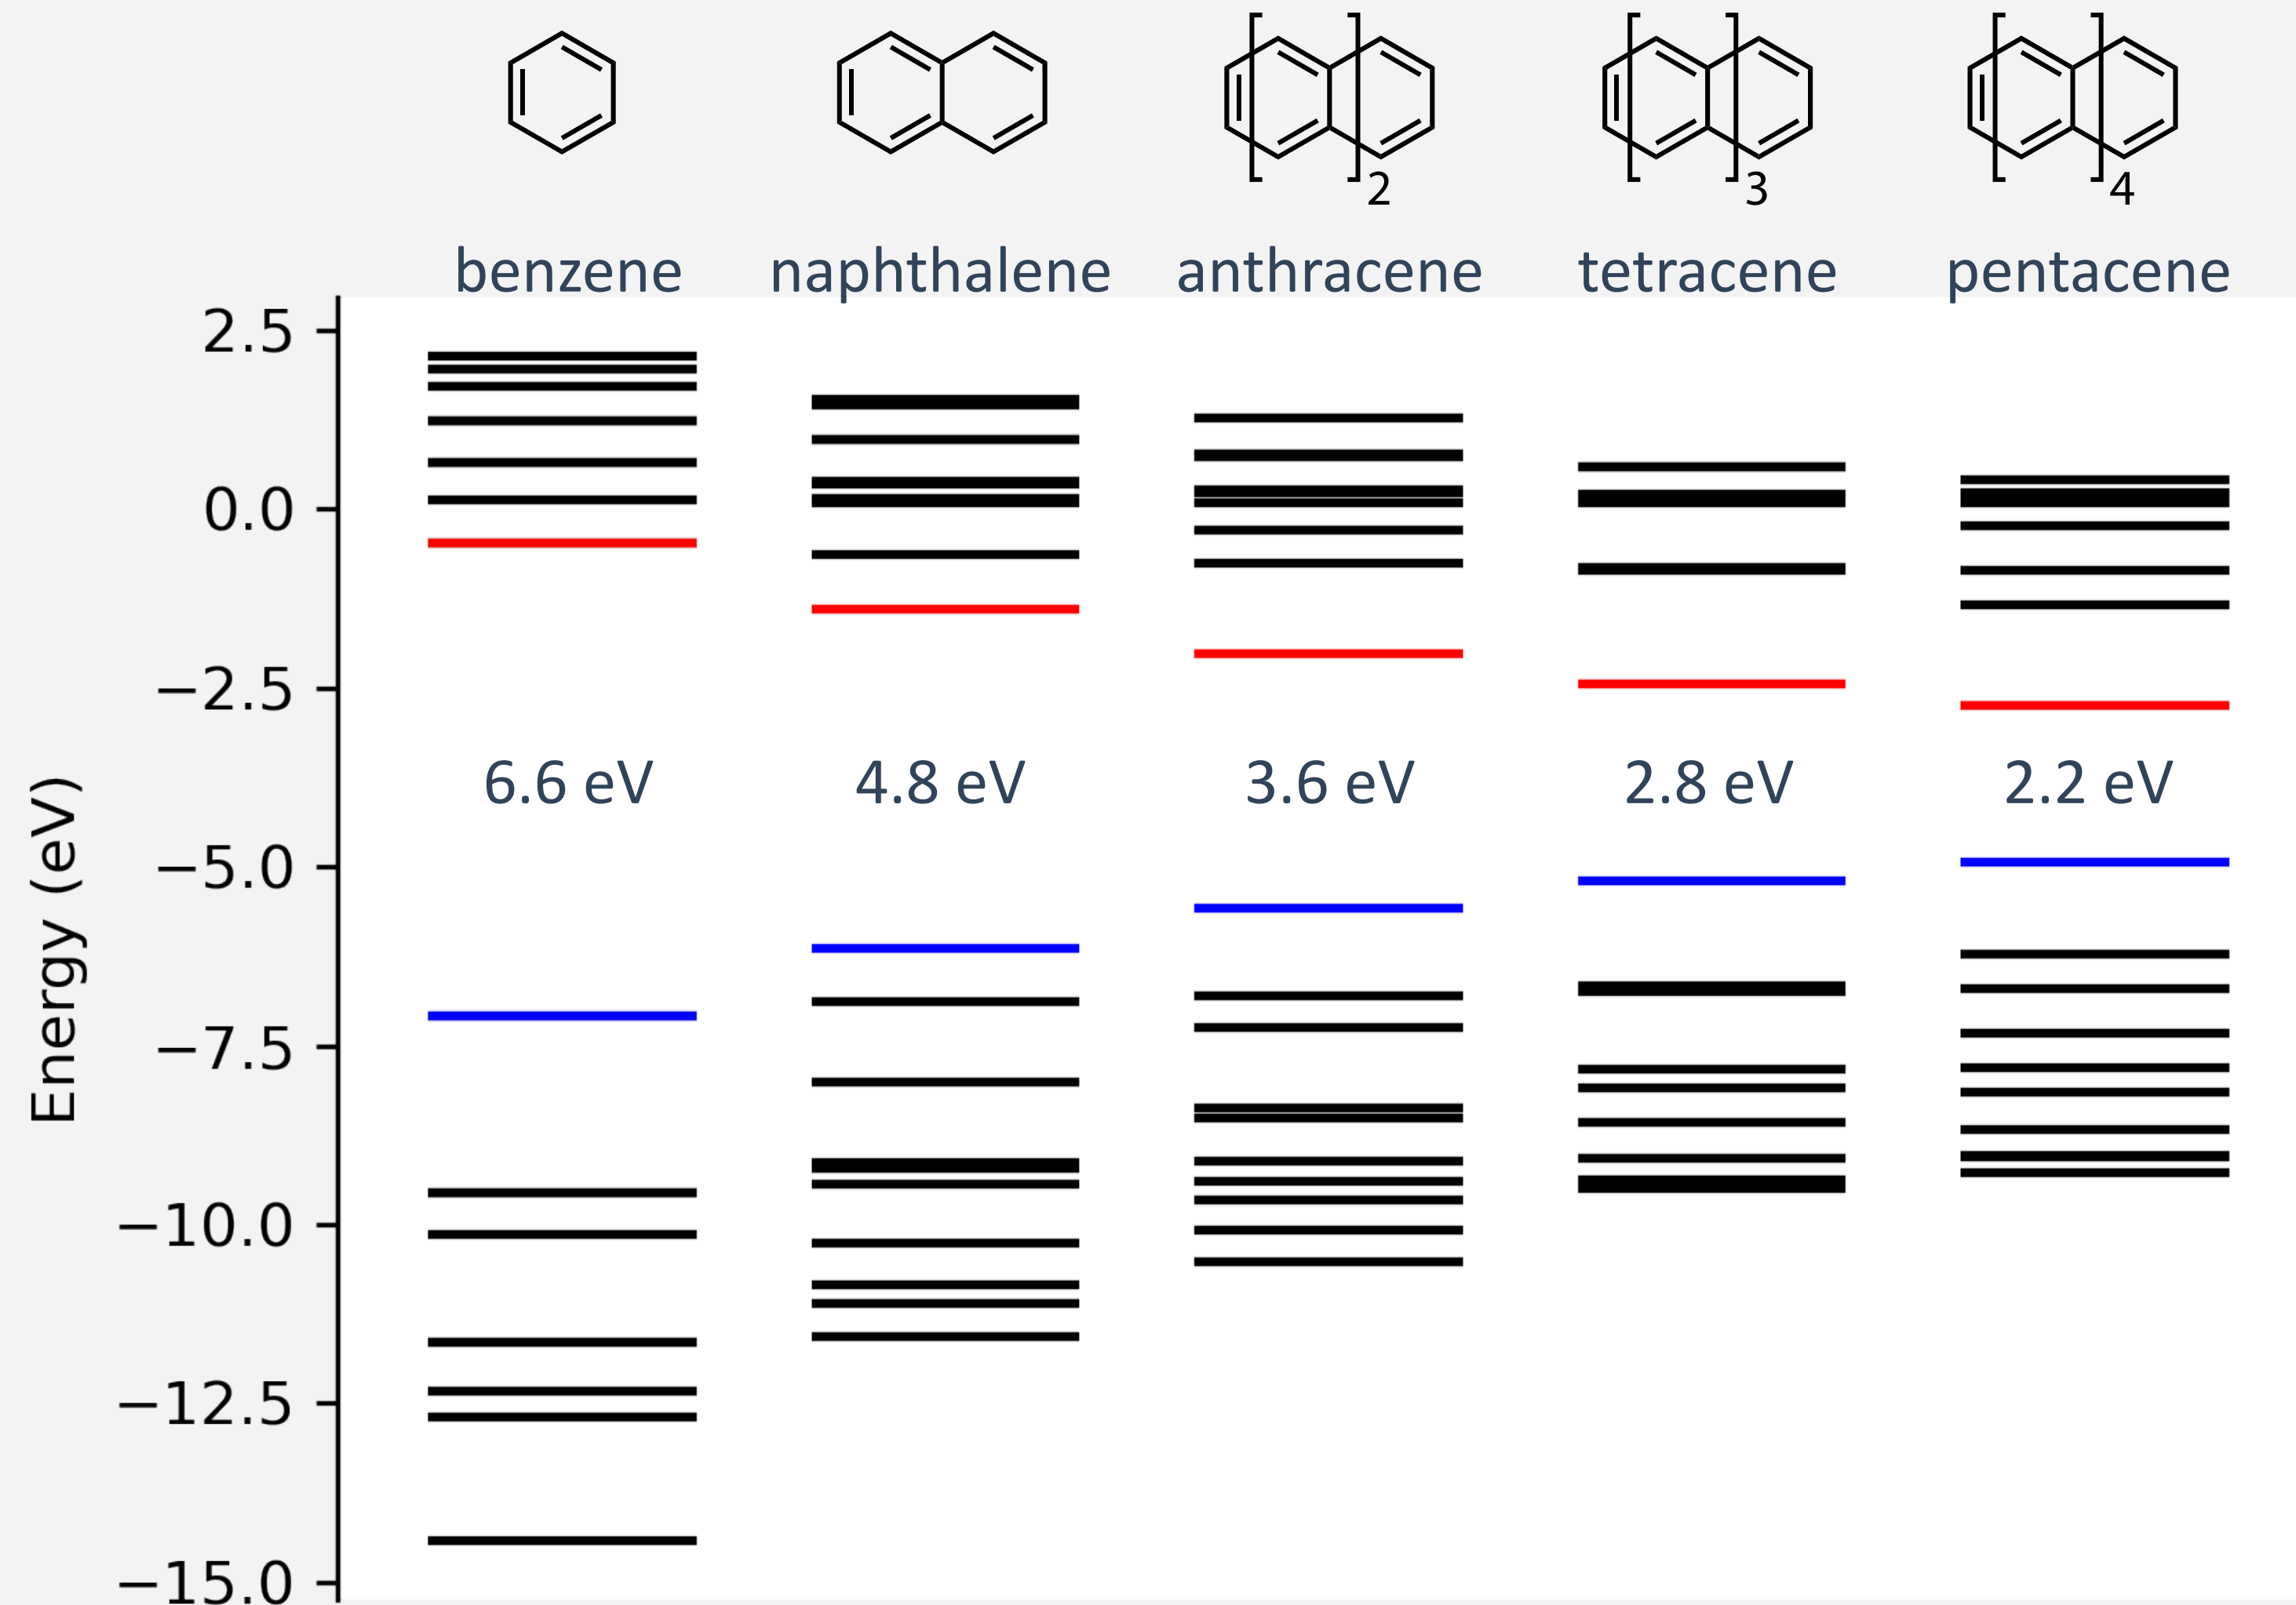 2 3 4
benzene naphthalene anthracene tetracene pentacene
2.5
0.0
−2.5
6.6 eV 4.8 eV 3.6 eV 2.8 eV 2.2 eV
−5.0
−7.5
−10.0
−12.5
−15.0
Energy (eV)